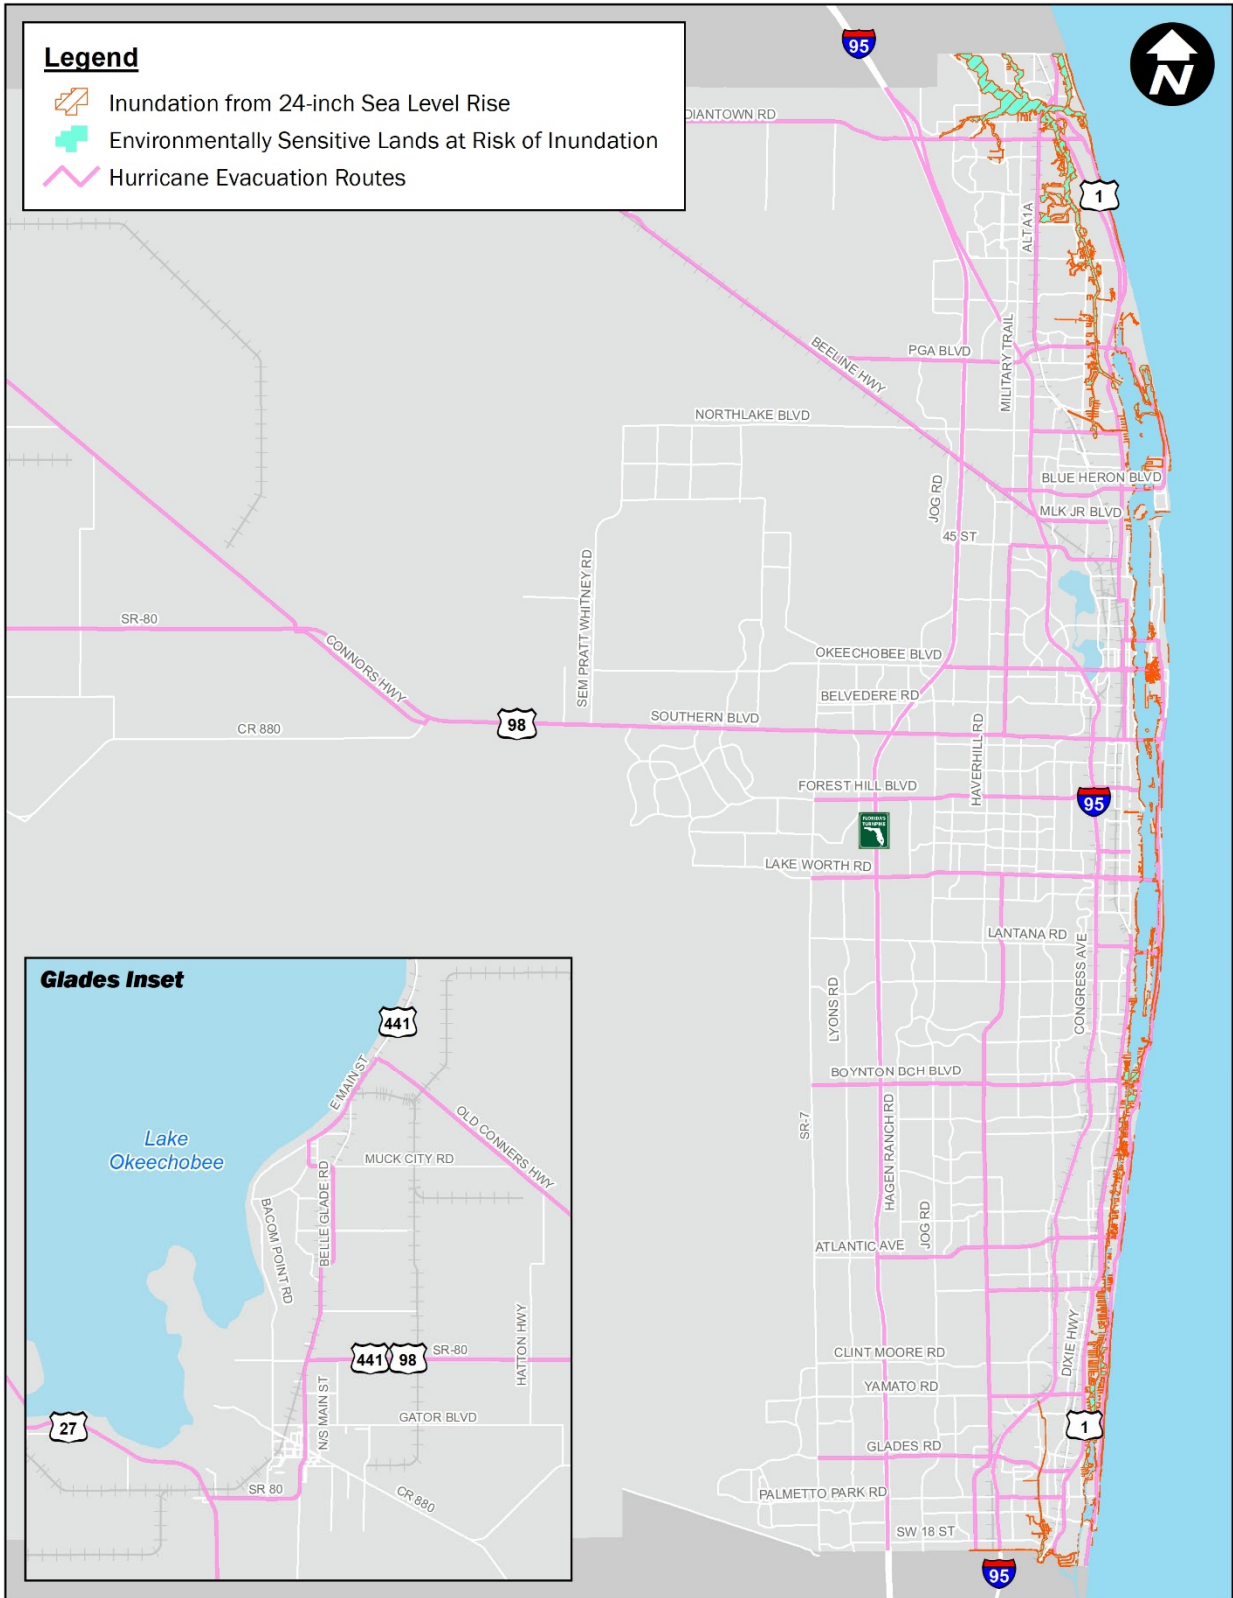 Legend
Inundation from 24-inch Sea Level Rise
Environmentally Sensitive Lands at Risk of Inundation
Hurricane Evacuation Routes
95
N
DIANTOWN RD
1
ALT A1A
MILITARY TRAIL
PGA BLVD
BEELINE HWY
NORTHLAKE BLVD
BLUE HERON BLVD
JOG RD
MLK JR BLVD
45 ST
SEM PRATT WHITNEY RD
SR-80
CONNORS HWY
OKEECHOBEE BLVD
BELVEDERE RD
SOUTHERN BLVD
98
CR 880
HAVERHILL RD
FOREST HILL BLVD
95
FLORIDA'S
TURNPIKE
LAKE WORTH RD
LANTANA RD
CONGRESS AVE
LYONS RD
BOYNTON BCH BLVD
SR-7
HAGEN RANCH RD
JOG RD
ATLANTIC AVE
DIXIE HWY
CLINT MOORE RD
YAMATO RD
1
GLADES RD
PALMETTO PARK RD
SW 18 ST
95
Glades Inset
441
E MAIN ST
OLD CONNERS HWY
Lake
Okeechobee
MUCK CITY RD
BELLE GLADE RD
BACOM POINT RD
HATTON HWY
441
98
SR-80
N/S MAIN ST
GATOR BLVD
27
SR 80
CR 880